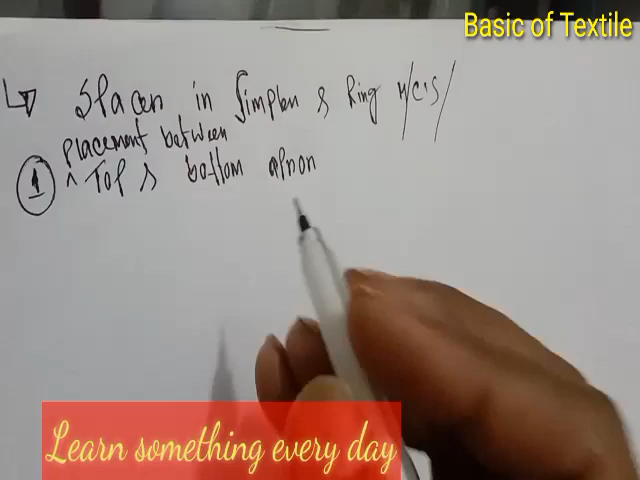 Basic of Textile
↳ Spacer in Simplex & Ring M/C'S/
placement between
① ^ Top & bottom apron
Learn something every day